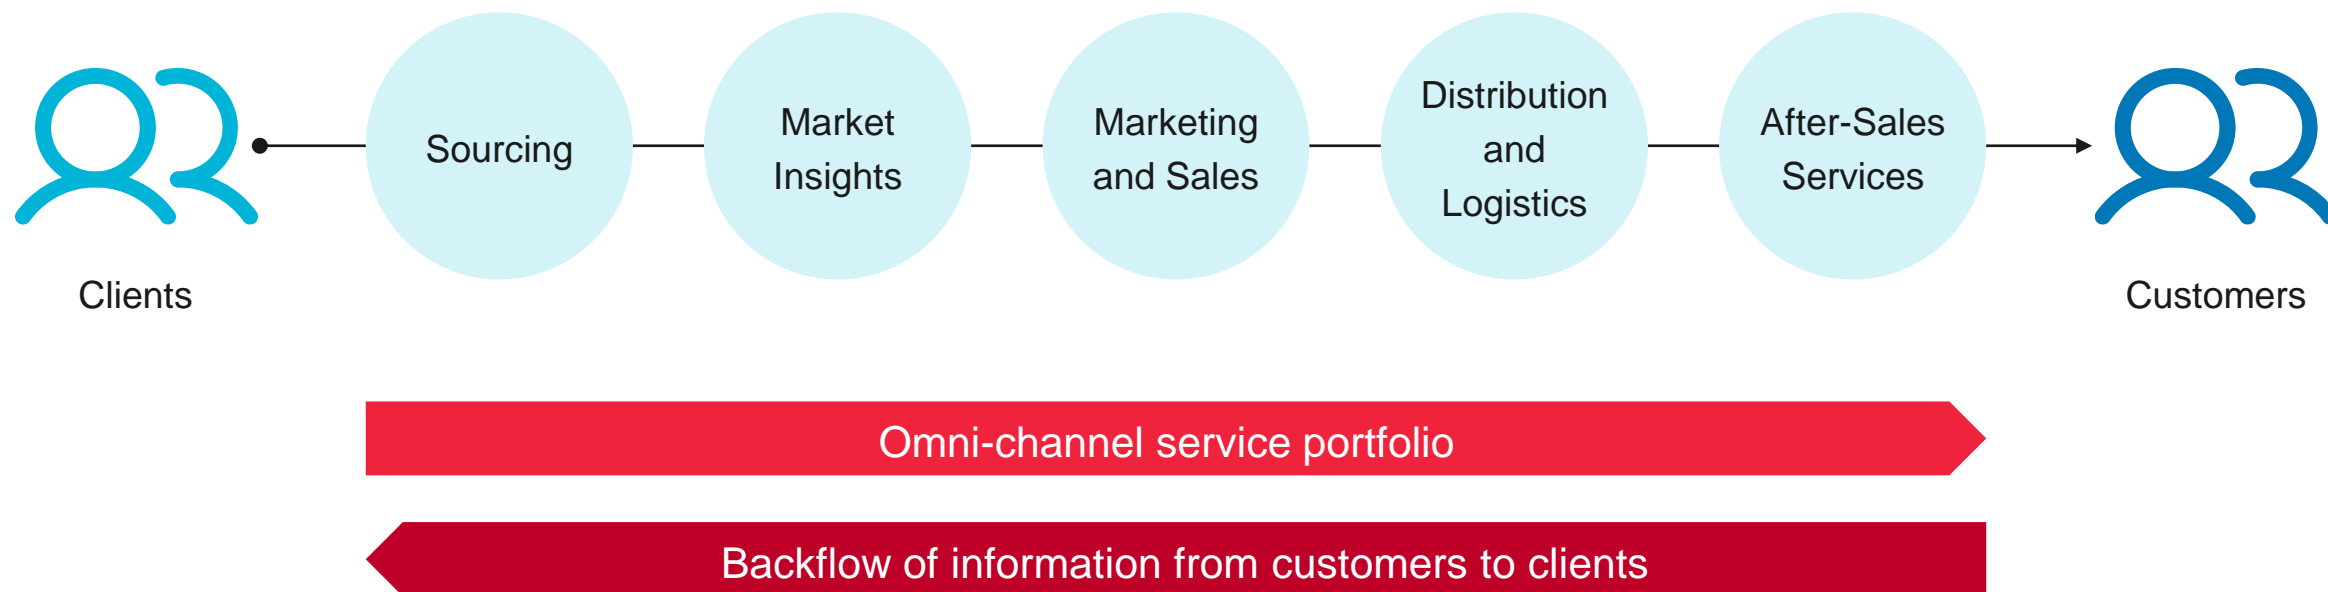 Clients
Sourcing
Market
Insights
Marketing
and Sales
Distribution
and
Logistics
After-Sales
Services
Customers
Omni-channel service portfolio
Backflow of information from customers to clients